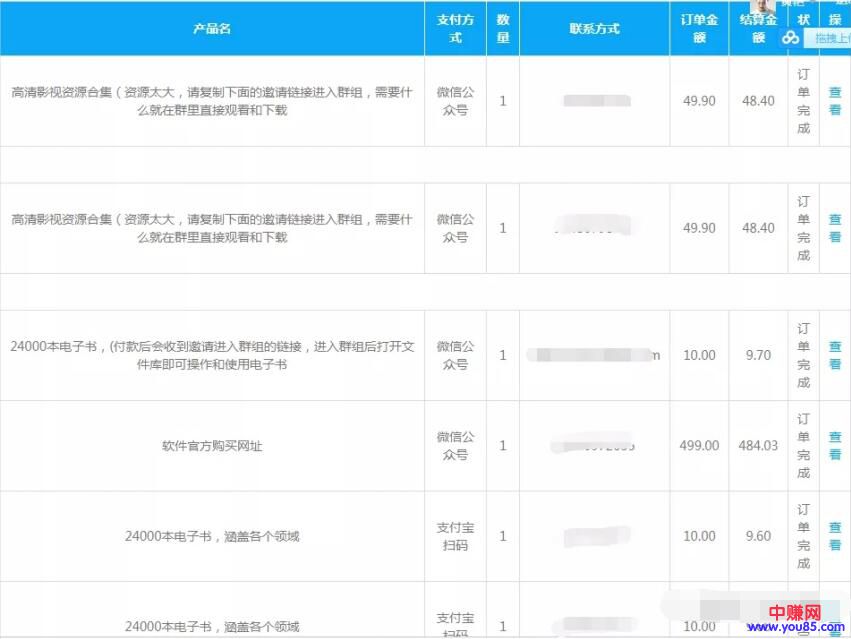 产品名
支付方
式
数
量
联系方式
订单金
额
结算金
额
状
操
拖拽上
高清影视资源合集（资源太大，请复制下面的邀请链接进入群组，需要什
么就在群里直接观看和下载
微信公
众号
1
49.90
48.40
订
单
完
成
查
看
高清影视资源合集（资源太大，请复制下面的邀请链接进入群组，需要什
么就在群里直接观看和下载
微信公
众号
1
49.90
48.40
订
单
完
成
查
看
24000本电子书，(付款后会收到邀请进入群组的链接，进入群组后打开文
件库即可操作和使用电子书
微信公
众号
1
m
10.00
9.70
订
单
完
成
查
看
软件官方购买网址
微信公
众号
1
499.00
484.03
订
单
完
成
查
看
24000本电子书，涵盖各个领域
支付宝
扫码
1
10.00
9.60
订
单
完
成
查
看
24000本电子书，涵盖各个领域
支付宝
扫码
1
10.00
中赚网
www.you85.com